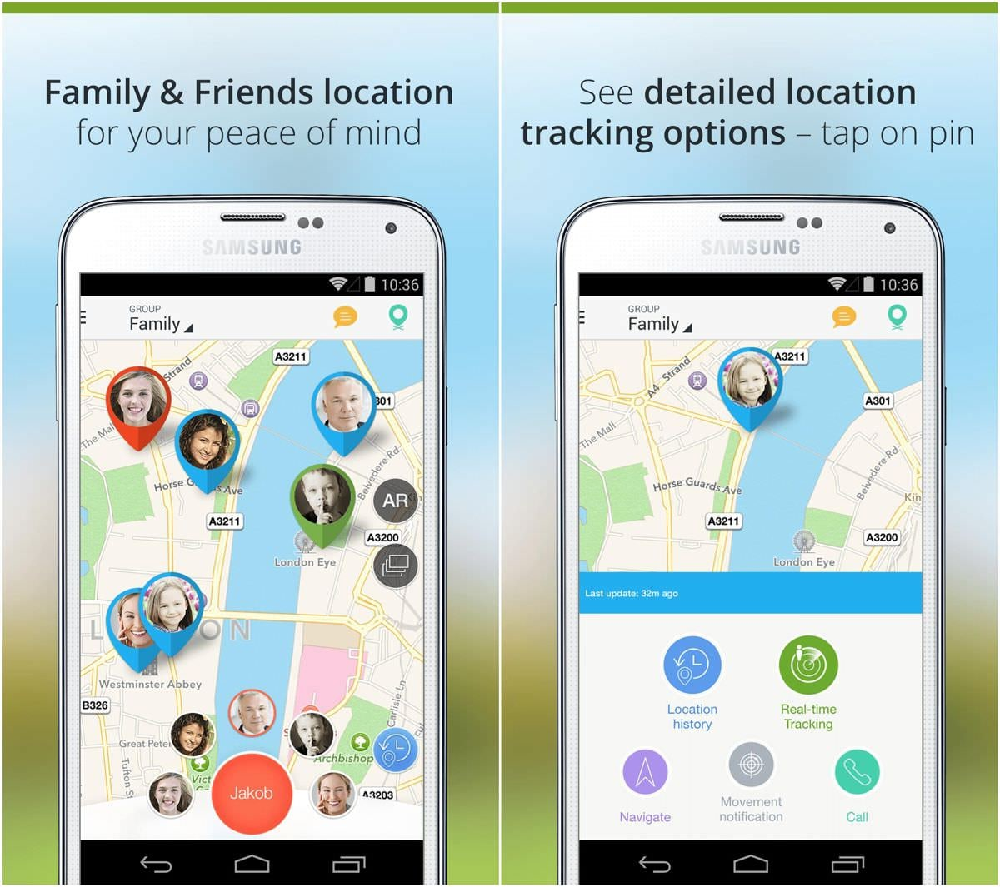 Family & Friends location
for your peace of mind
SAMSUNG
10:36
GROUP
Family
Strand
A3211
301
The Mal
Horse G ds Ave
Belvedere Rd
Kin
AR
A3211
A3200
London Eye
L ON
Westminster Abbey
B326
Carlisle Ln
Great Peter
Archbishop
Tufton S
Vict
G
Jakob
A3203
See detailed location
tracking options – tap on pin
SAMSUNG
10:36
GROUP
Family
A3211
A4 Strand
A301
The Mall
Belvedere Rd
Horse Guards Ave
Kin
A3211
A3200
London Eye
Last update: 32m ago
Location
history
Real-time
Tracking
Navigate
Movement
notification
Call